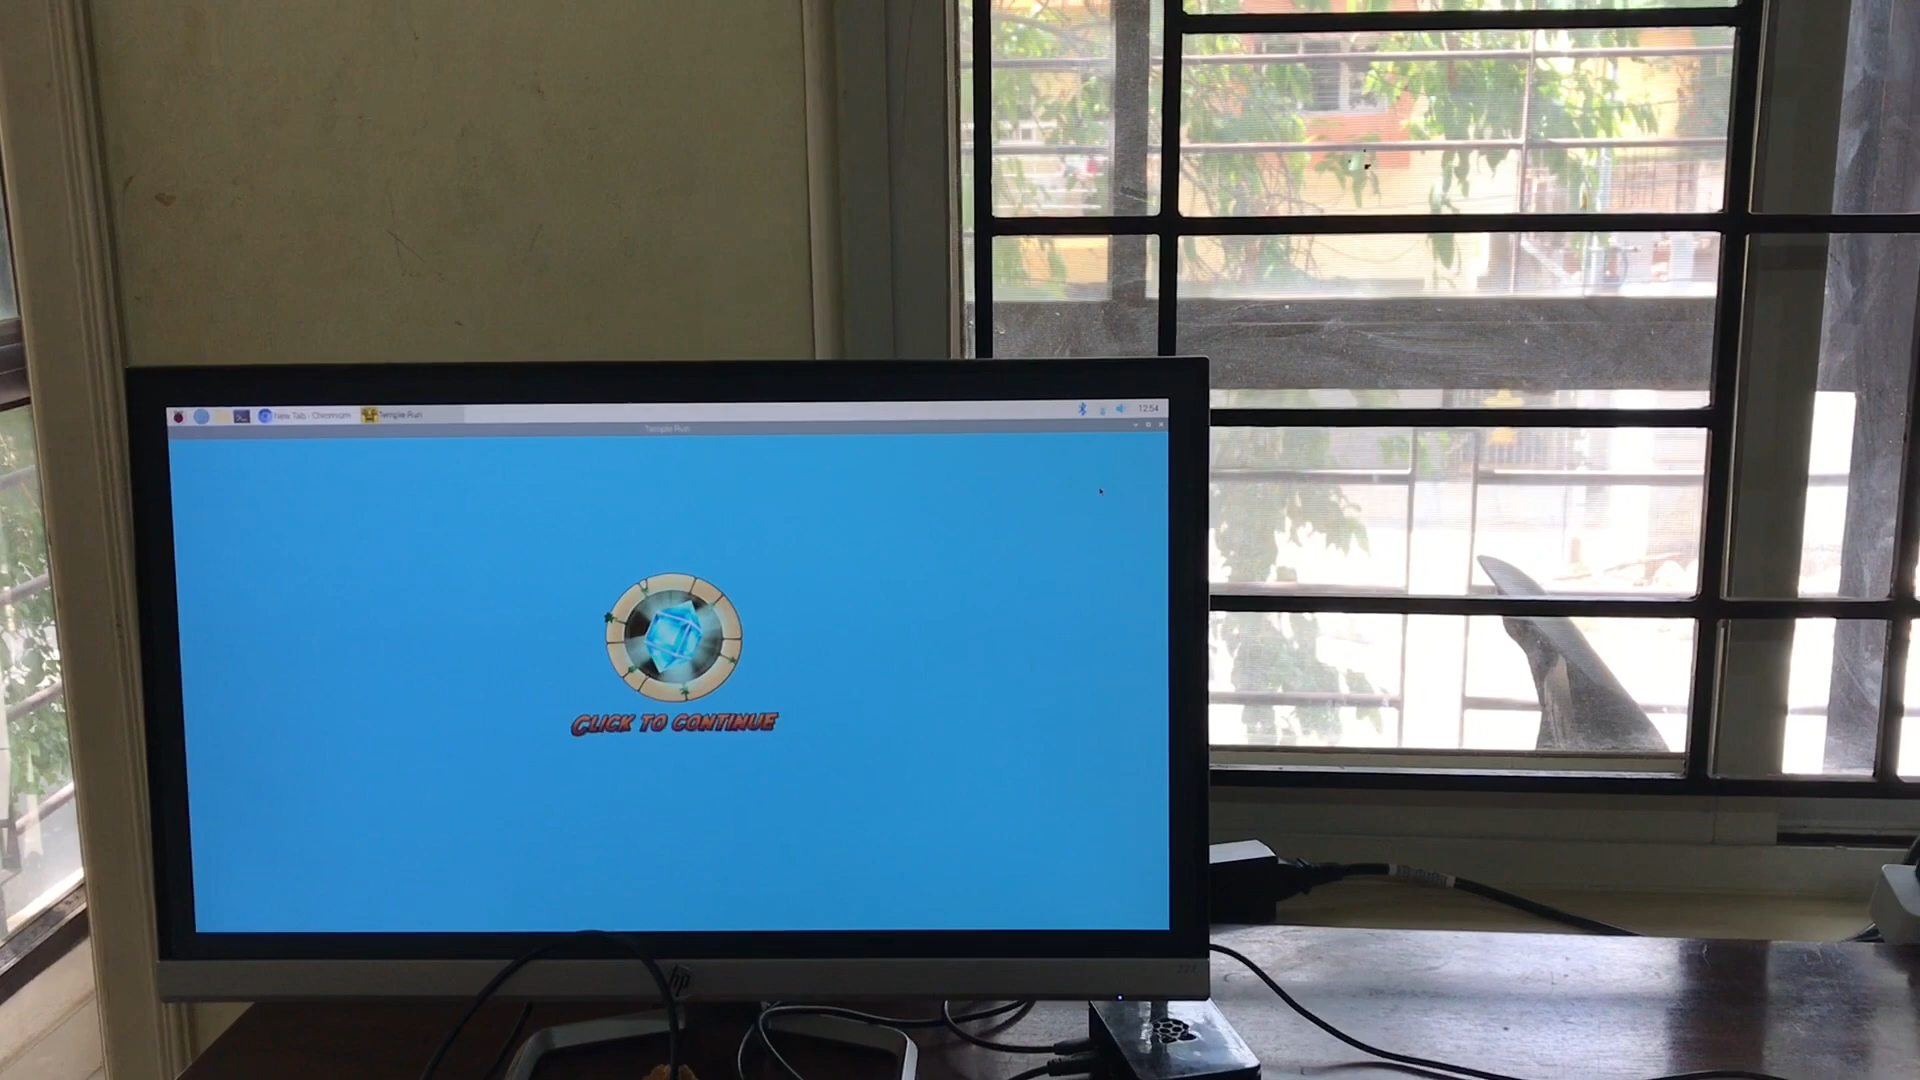 New Tab - Chromium
Temple Run
12:54
Temple Run
CLICK TO CONTINUE
hp